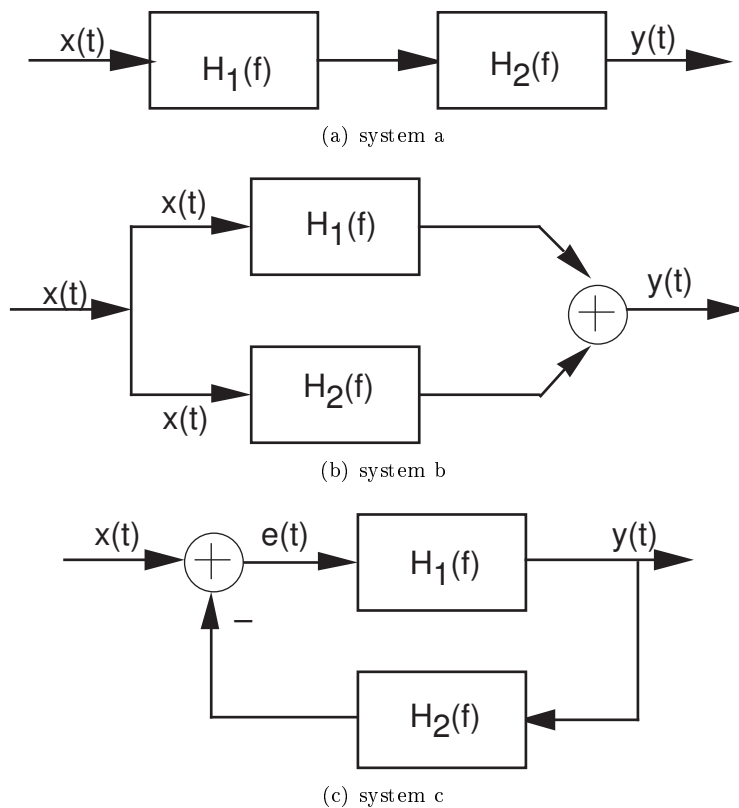 x(t) H₁(f) H₂(f) y(t)
(a) system a
x(t) H₁(f)
x(t) + y(t)
x(t) H₂(f)
(b) system b
x(t) + e(t) H₁(f) y(t)
–
H₂(f)
(c) system c